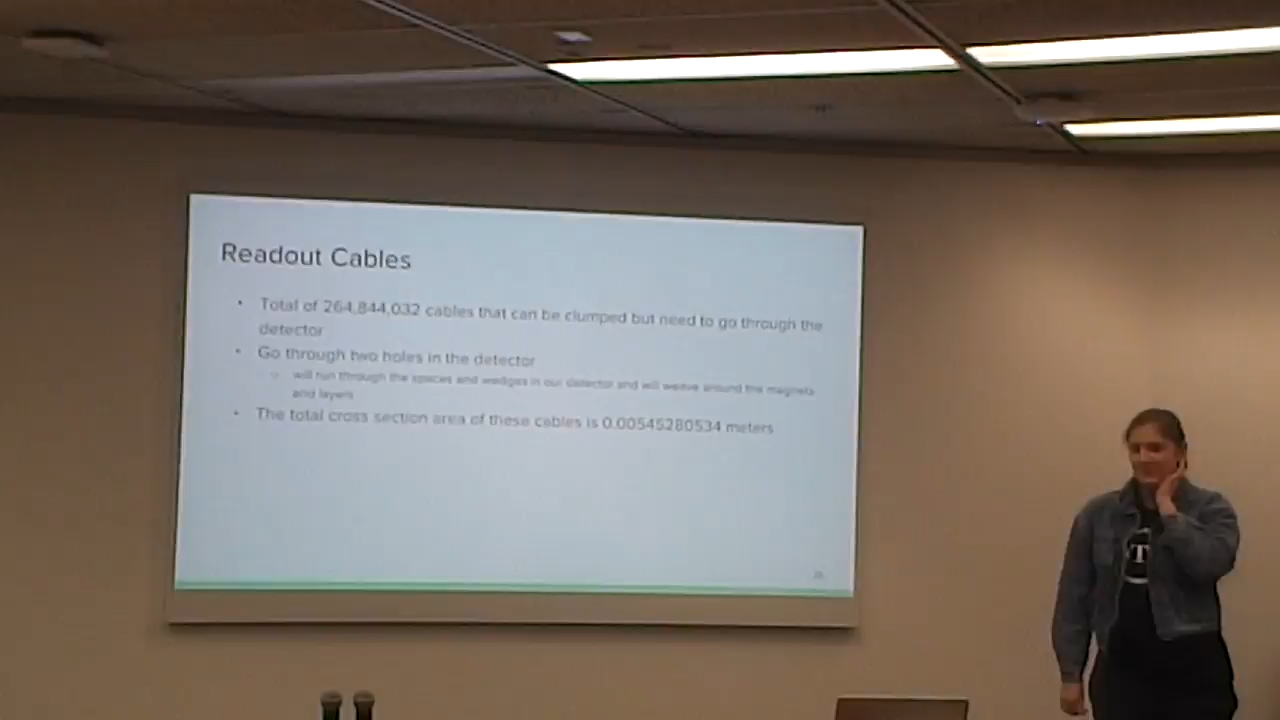 Readout Cables
• Total of 264,844,032 cables that can be clumped but need to go through the
detector
• Go through two holes in the detector
○ will run through the spaces and wedges in our detector and will weave around the magnets
and layers
• The total cross section area of these cables is 0.00545280534 meters